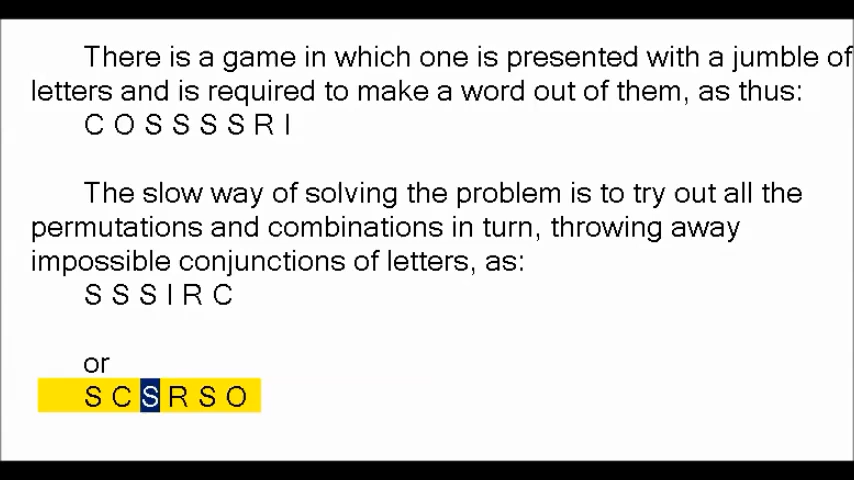 There is a game in which one is presented with a jumble of
letters and is required to make a word out of them, as thus:
C O S S S S R I
The slow way of solving the problem is to try out all the
permutations and combinations in turn, throwing away
impossible conjunctions of letters, as:
S S S I R C
or
S C S R S O